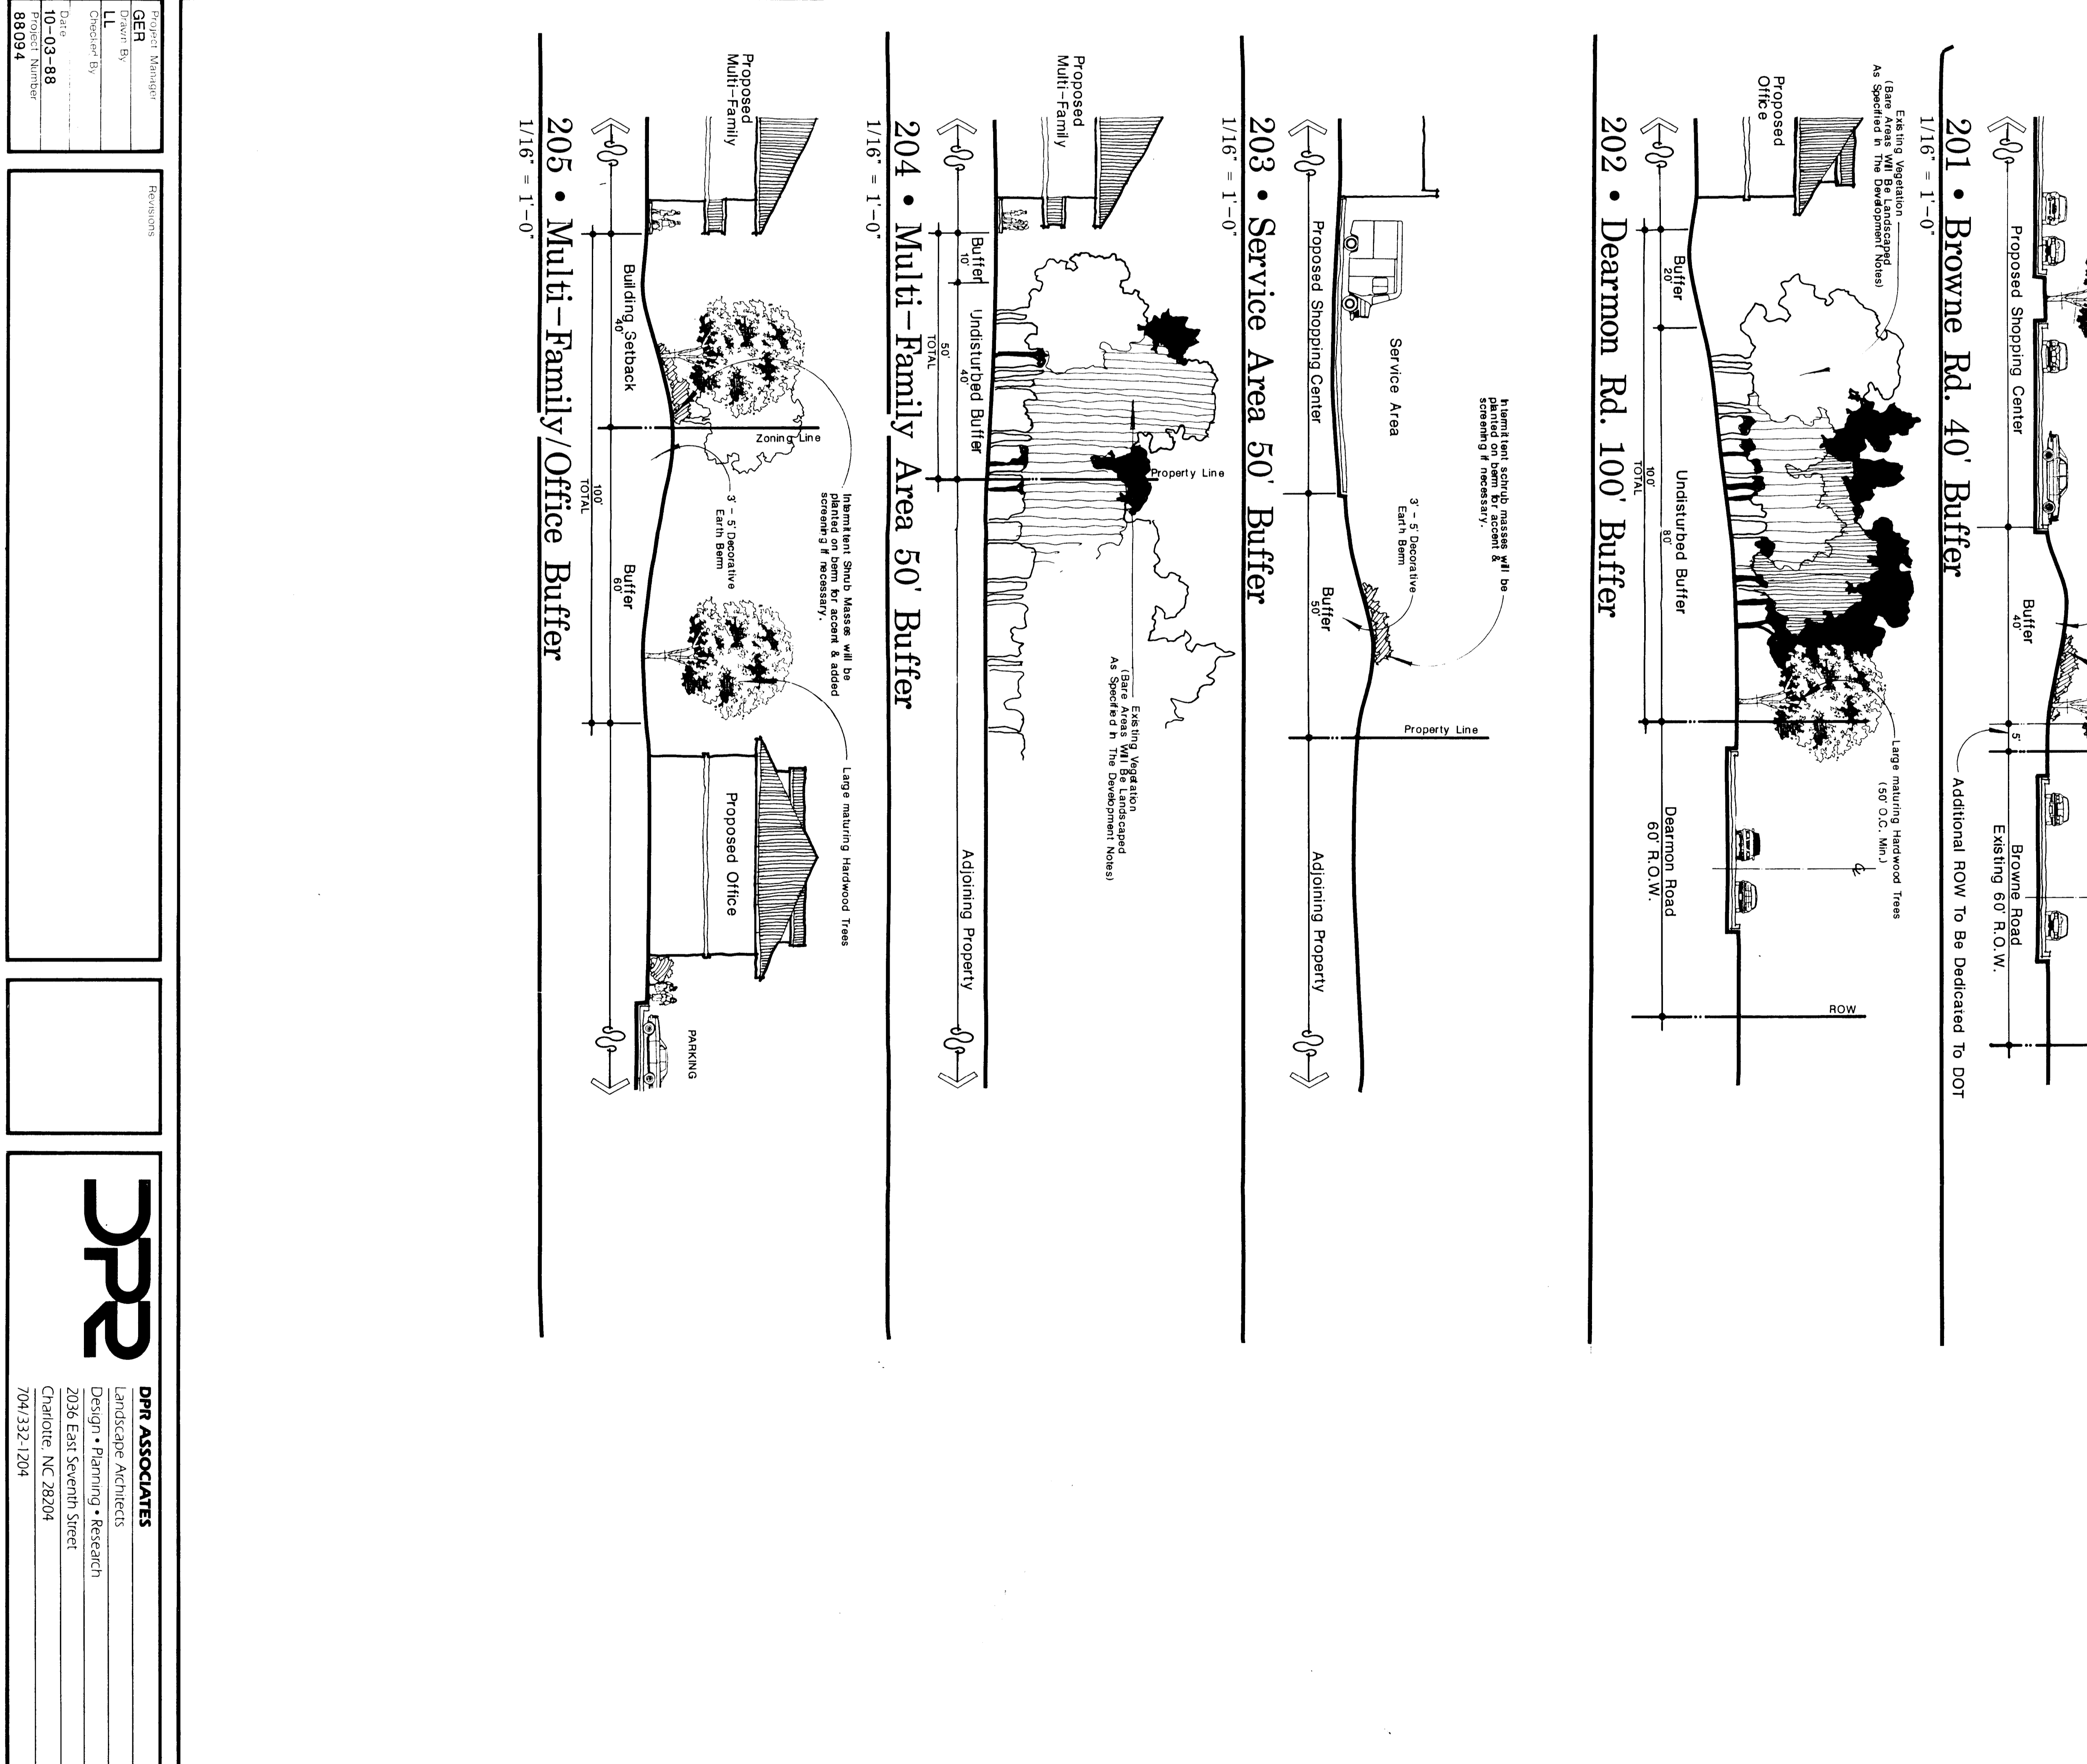 Proposed Shopping Center
Buffer
40'
5'
Browne Road
Existing 60' R.O.W.
Additional ROW To Be Dedicated To DOT
201 • Browne Rd. 40' Buffer
1/16" = 1'-0"
Existing Vegetation
(Bare Areas Will Be Landscaped
As Specified In The Development Notes)
Large maturing Hardwood Trees
(50' O.C. Min.)
Proposed
Office
ROW
Buffer
20'
Undisturbed Buffer
80'
100'
TOTAL
Dearmon Road
60' R.O.W.
202 • Dearmon Rd. 100' Buffer
Intermittent schrub masses will be
planted on berm for accent &
screening if necessary.
3' - 5' Decorative
Earth Berm
Service Area
Property Line
Proposed Shopping Center
Buffer
50'
Adjoining Property
203 • Service Area 50' Buffer
1/16" = 1'-0"
Property Line
Existing Vegetation
(Bare Areas Will Be Landscaped
As Specified In The Development Notes)
Proposed
Multi-Family
Buffer
10'
Undisturbed Buffer
40'
50'
TOTAL
Adjoining Property
204 • Multi-Family Area 50' Buffer
1/16" = 1'-0"
Intermittent Shrub Masses will be
planted on berm for accent & added
screening if necessary.
Large maturing Hardwood Trees
Zoning Line
3' - 5' Decorative
Earth Berm
Proposed
Multi-Family
Proposed Office
PARKING
Building Setback
40'
Buffer
60'
100'
TOTAL
205 • Multi-Family/Office Buffer
1/16" = 1'-0"
Project Manager
GER
Drawn By
LL
Checked By
Date
10-03-88
Project Number
88094
Revisions
DPR
DPR ASSOCIATES
Landscape Architects
Design • Planning • Research
2036 East Seventh Street
Charlotte, NC 28204
704/332-1204